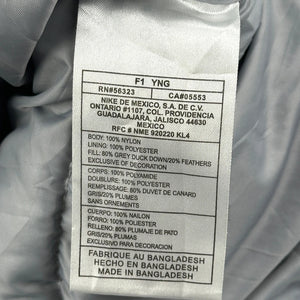 F1 YNG
RN#56323 CA#05553
NIKE DE MEXICO, S.A. DE C.V.
ONTARIO #1107, COL. PROVIDENCIA
GUADALAJARA, JALISCO 44630
MEXICO
RFC # NME 920220 KL4
BODY: 100% NYLON
LINING: 100% POLYESTER
FILL: 80% GREY DUCK DOWN/20% FEATHERS
EXCLUSIVE OF DECORATION
CORPS: 100% POLYAMIDE
DOUBLURE: 100% POLYESTER
REMBOURRAGE: 80% DUVET DE CANARD
GRIS/20% PLUMES
SANS DECORATION
CUERPO: 100% NAILON
FORRO: 100% POLIESTER
RELLENO: 80% PLUMAJE DE PATO
GRIS/20% PLUMAS
EXCLUSIVO PARA DECORACION
FABRIQUE AU BANGLADESH
HECHO EN BANGLADESH
MADE IN BANGLADESH